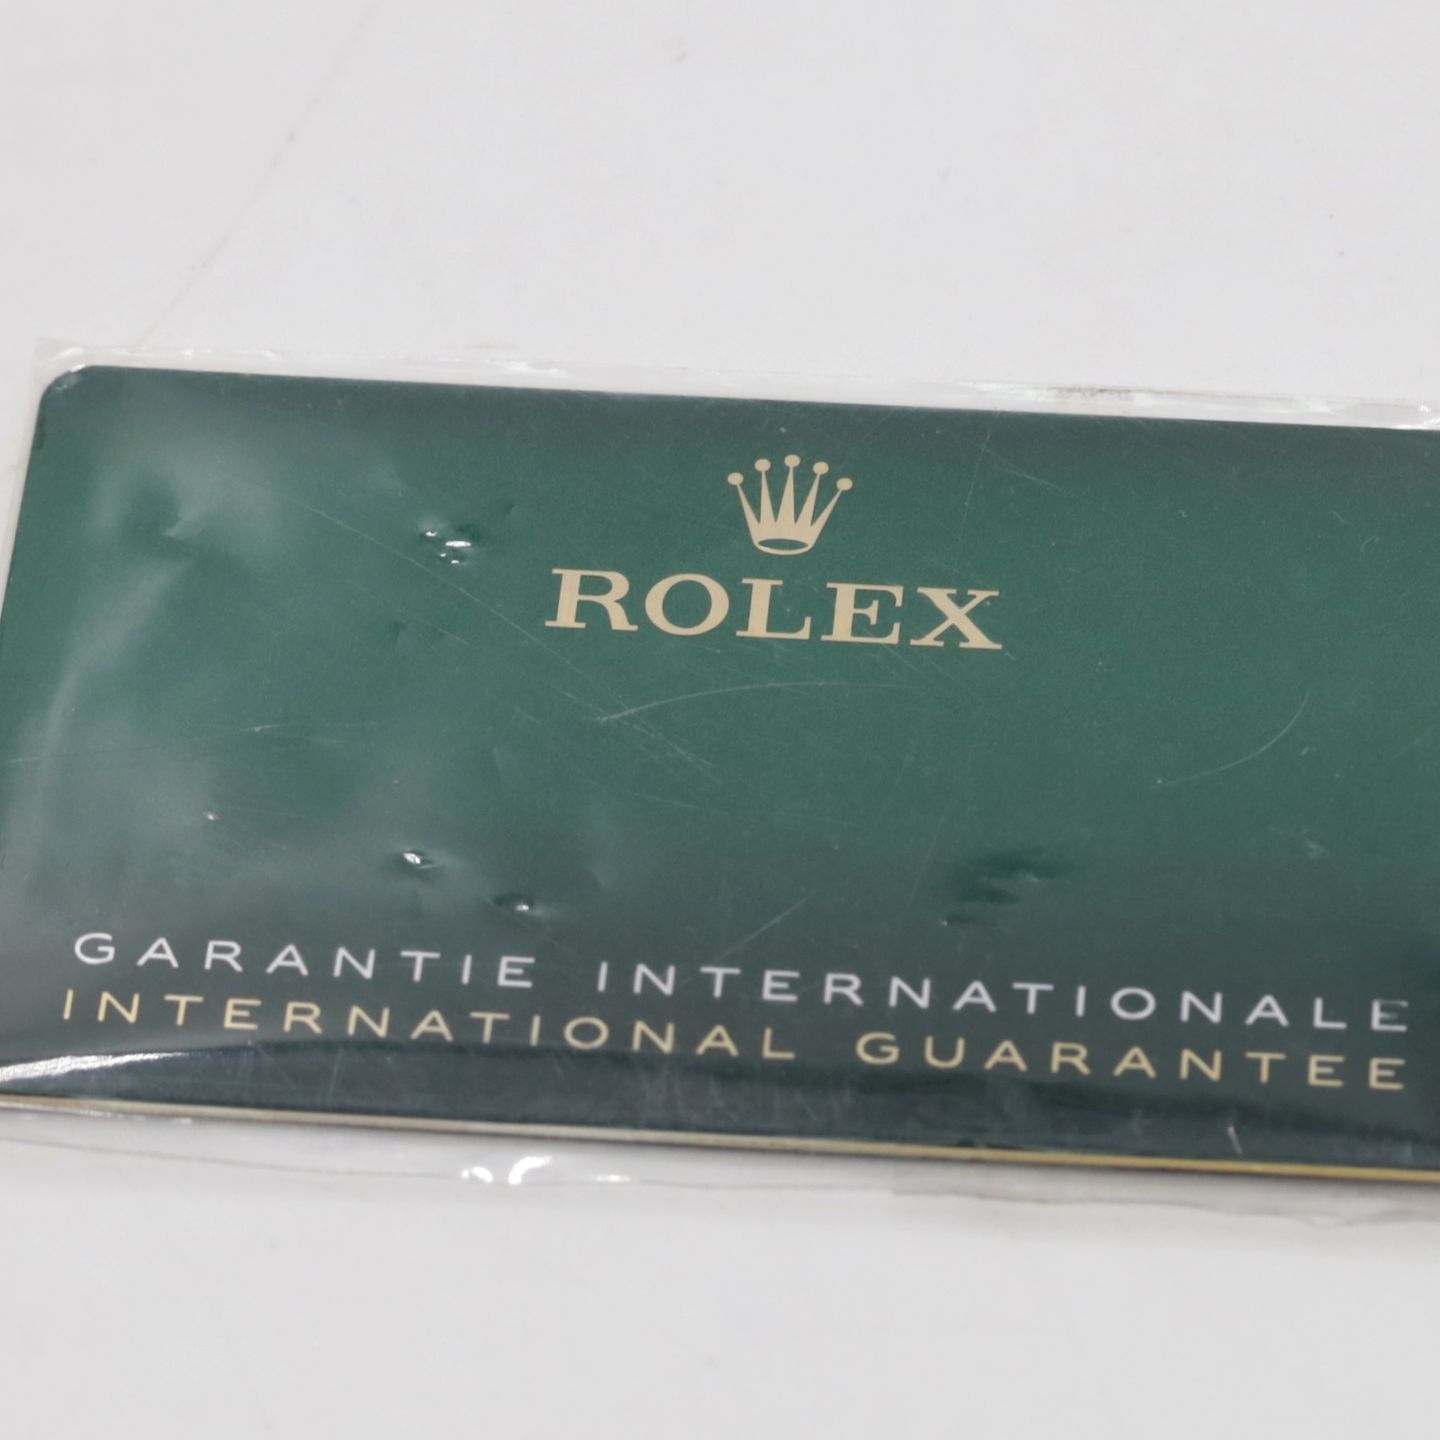 ROLEX
GARANTIE INTERNATIONALE
INTERNATIONAL GUARANTEE